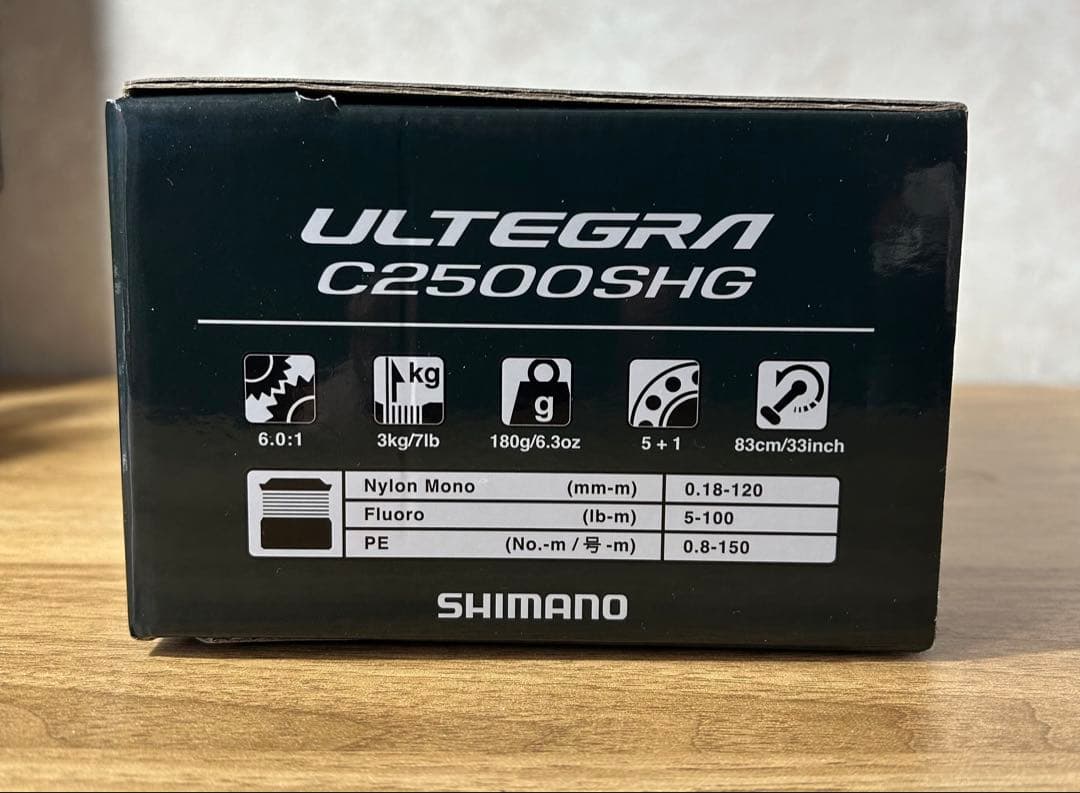 ULTEGRA
C2500SHG
kg
g
6.0:1 3kg/7lb 180g/6.3oz 5+1 83cm/33inch
Nylon Mono (mm-m) 0.18-120
Fluoro (lb-m) 5-100
PE (No.-m / 号 -m) 0.8-150
SHIMANO